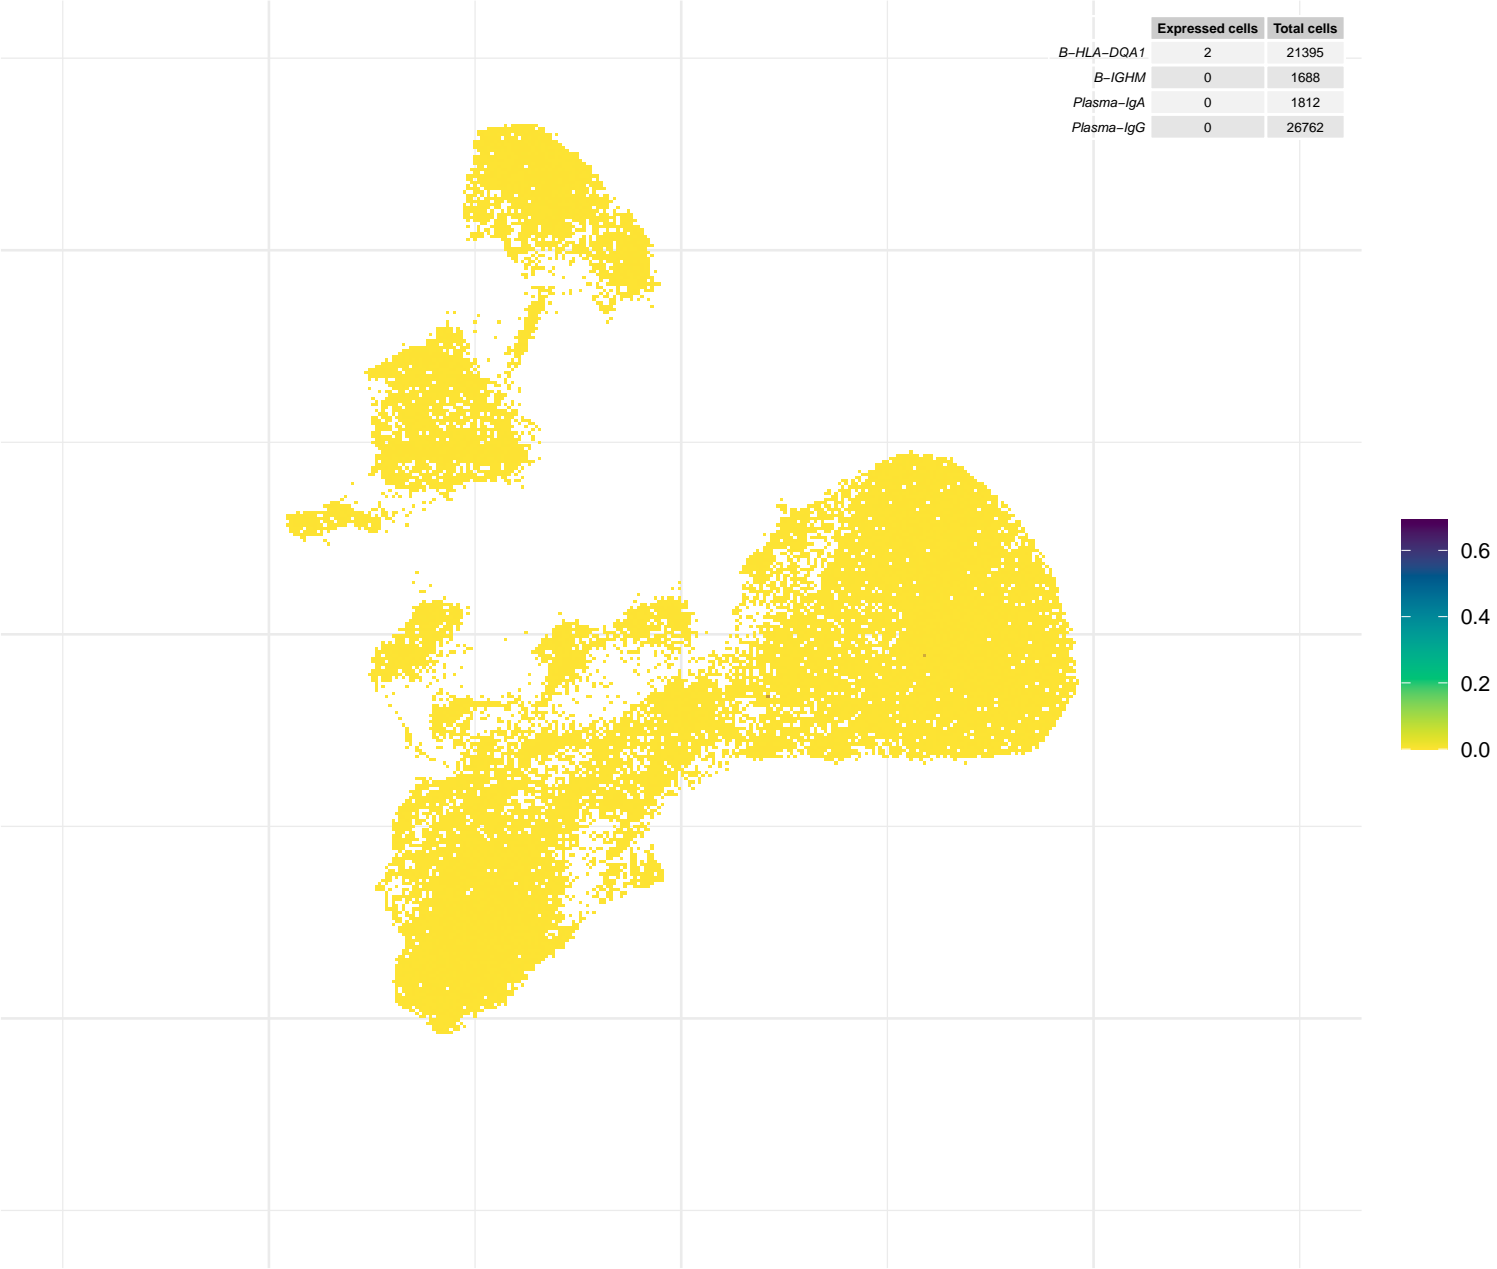 Expressed cells Total cells
B−HLA−DQA1 2 21395
B−IGHM 0 1688
Plasma−IgA 0 1812
Plasma−IgG 0 26762
0.6
0.4
0.2
0.0